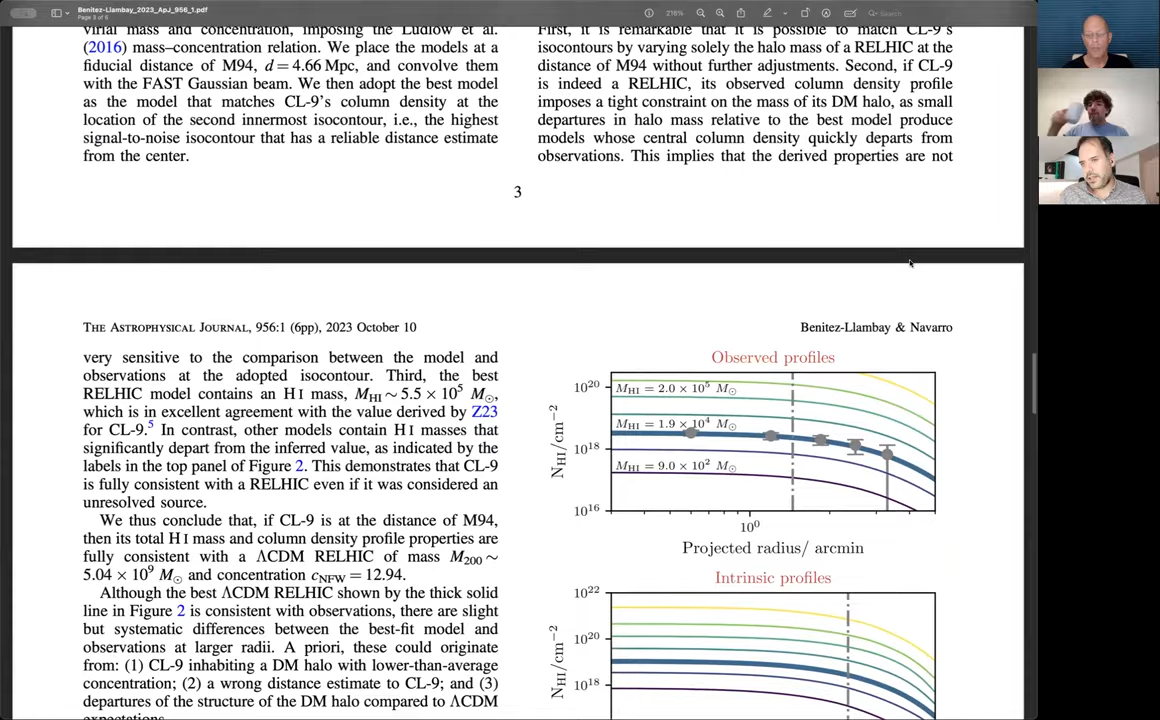 Benitez-Llambay_2023_ApJ_956_1.pdf
Page 3 of 6
216%
Search
virial mass and concentration, imposing the Ludlow et al.
(2016) mass–concentration relation. We place the models at a
fiducial distance of M94, d = 4.66 Mpc, and convolve them
with the FAST Gaussian beam. We then adopt the best model
as the model that matches CL-9's column density at the
location of the second innermost isocontour, i.e., the highest
signal-to-noise isocontour that has a reliable distance estimate
from the center.
First, it is remarkable that it is possible to match CL-9's
isocontours by varying solely the halo mass of a RELHIC at the
distance of M94 without further adjustments. Second, if CL-9
is indeed a RELHIC, its observed column density profile
imposes a tight constraint on the mass of its DM halo, as small
departures in halo mass relative to the best model produce
models whose central column density quickly departs from
observations. This implies that the derived properties are not
3
THE ASTROPHYSICAL JOURNAL, 956:1 (6pp), 2023 October 10
Benitez-Llambay & Navarro
very sensitive to the comparison between the model and
observations at the adopted isocontour. Third, the best
RELHIC model contains an H I mass, M_HI ∼ 5.5 × 10^5 M_⊙,
which is in excellent agreement with the value derived by Z23
for CL-9.^5 In contrast, other models contain H I masses that
significantly depart from the inferred value, as indicated by the
labels in the top panel of Figure 2. This demonstrates that CL-9
is fully consistent with a RELHIC even if it was considered an
unresolved source.
We thus conclude that, if CL-9 is at the distance of M94,
then its total H I mass and column density profile properties are
fully consistent with a ΛCDM RELHIC of mass M_200 ∼
5.04 × 10^9 M_⊙ and concentration c_NFW = 12.94.
Although the best ΛCDM RELHIC shown by the thick solid
line in Figure 2 is consistent with observations, there are slight
but systematic differences between the best-fit model and
observations at larger radii. A priori, these could originate
from: (1) CL-9 inhabiting a DM halo with lower-than-average
concentration; (2) a wrong distance estimate to CL-9; and (3)
departures of the structure of the DM halo compared to ΛCDM
expectations.
Observed profiles
10^20
10^18
10^16
N_HI/cm^−2
M_HI = 2.0 × 10^5 M_⊙
M_HI = 1.9 × 10^4 M_⊙
M_HI = 9.0 × 10^2 M_⊙
10^0
Projected radius/ arcmin
Intrinsic profiles
10^22
10^20
10^18
N_HI/cm^−2